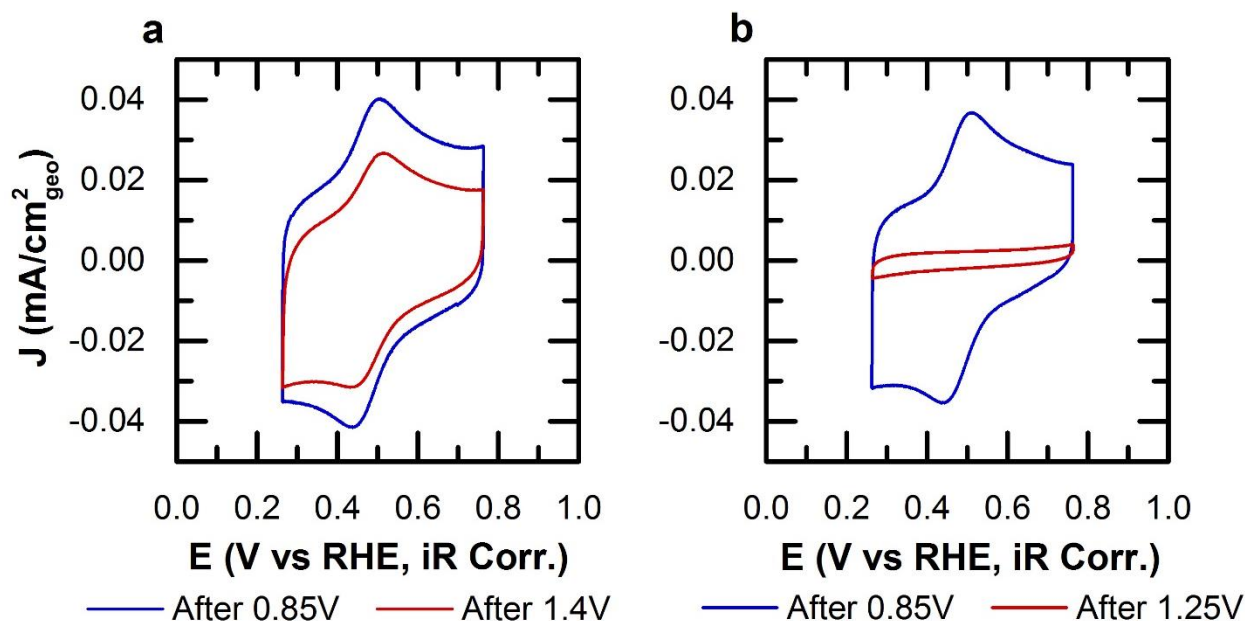 a
b
0.04
0.02
0.00
-0.02
-0.04
J (mA/cm²geo)
0.0 0.2 0.4 0.6 0.8 1.0
E (V vs RHE, iR Corr.)
After 0.85V After 1.4V
0.04
0.02
0.00
-0.02
-0.04
0.0 0.2 0.4 0.6 0.8 1.0
E (V vs RHE, iR Corr.)
After 0.85V After 1.25V